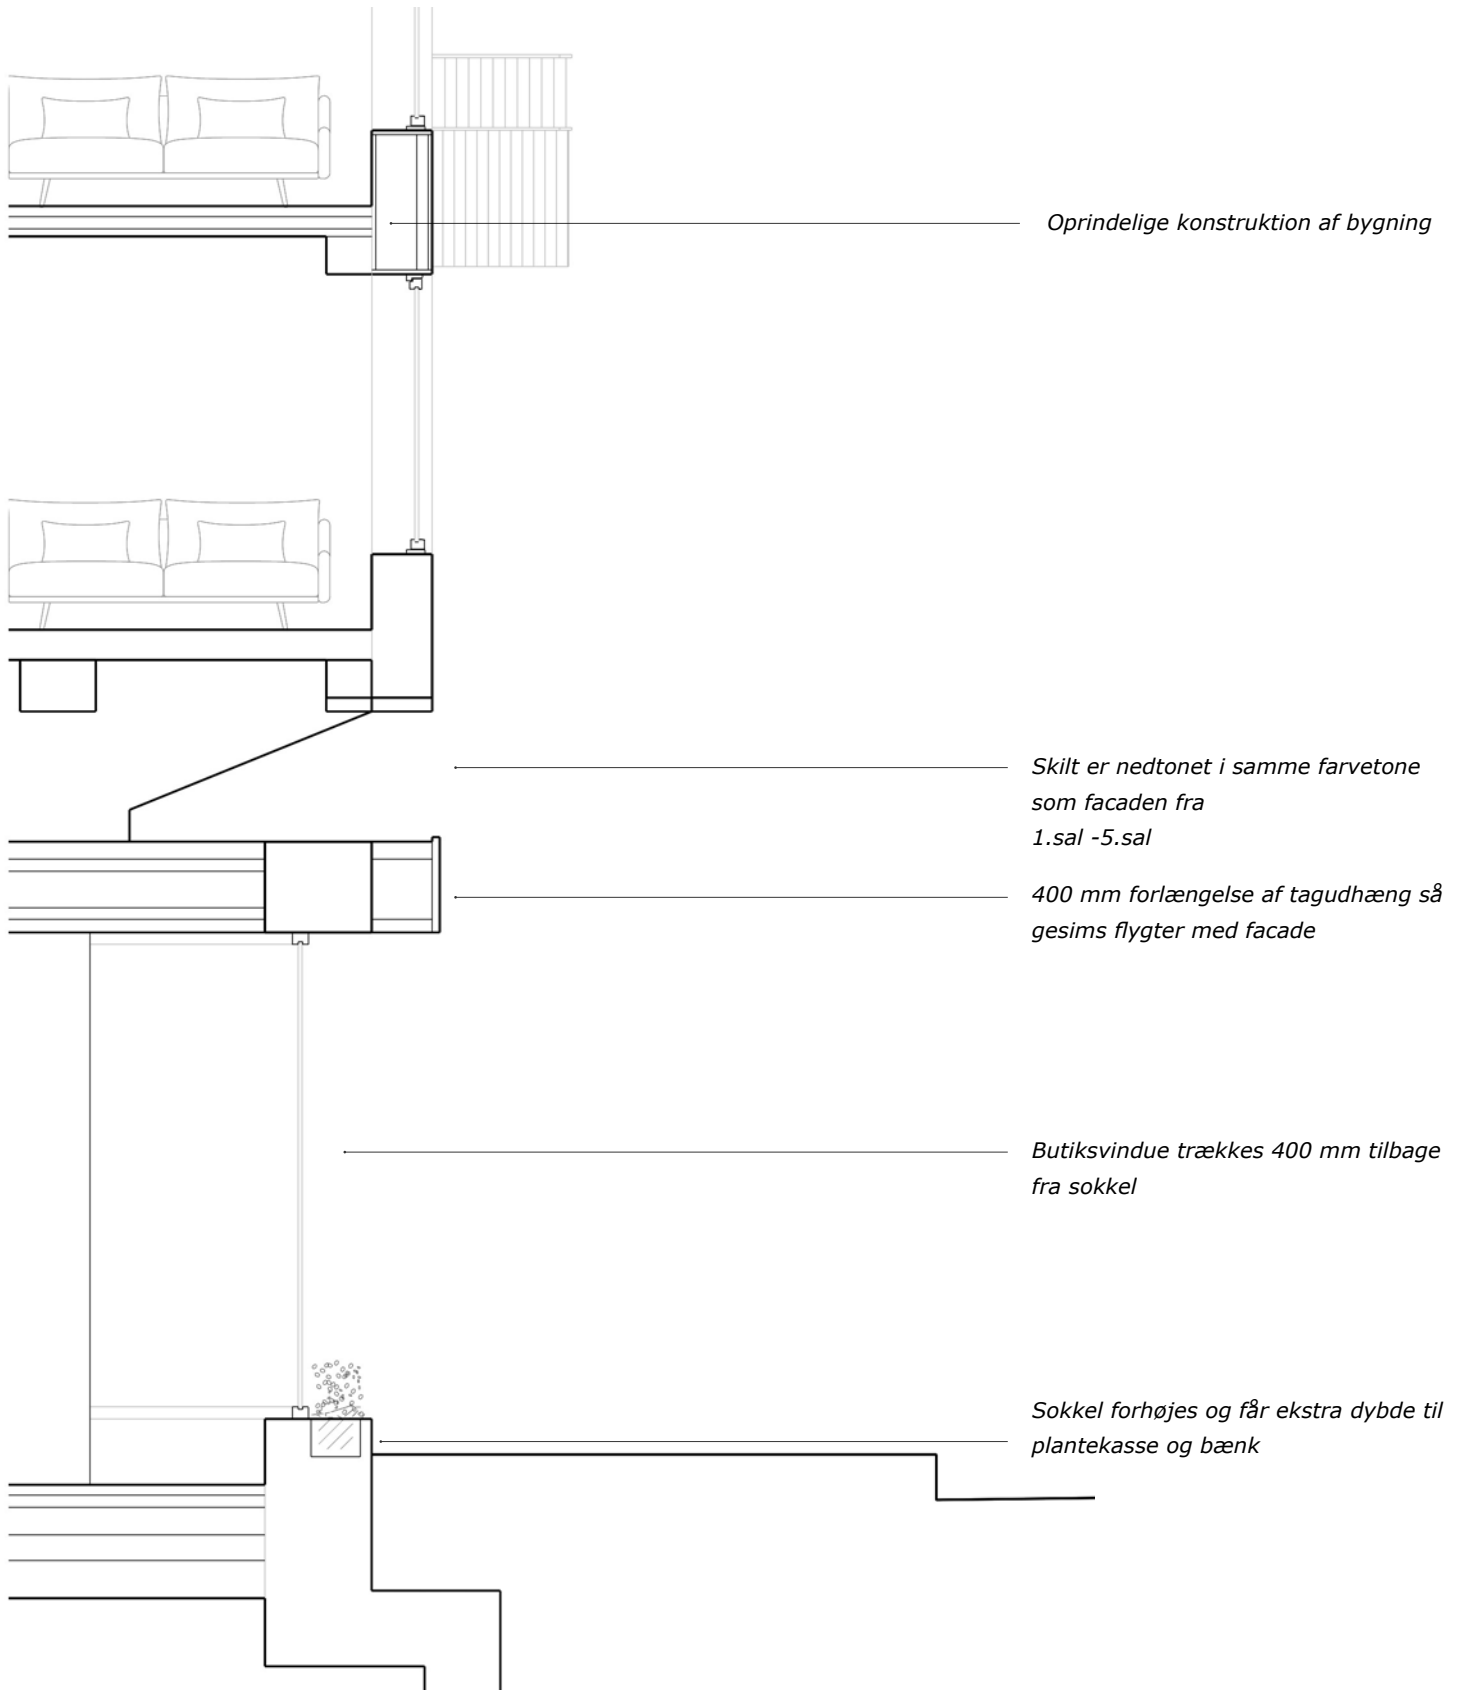 Oprindelige konstruktion af bygning
Skilt er nedtonet i samme farvetone
som facaden fra
1.sal -5.sal
400 mm forlængelse af tagudhæng så
gesims flygter med facade
Butiksvindue trækkes 400 mm tilbage
fra sokkel
Sokkel forhøjes og får ekstra dybde til
plantekasse og bænk